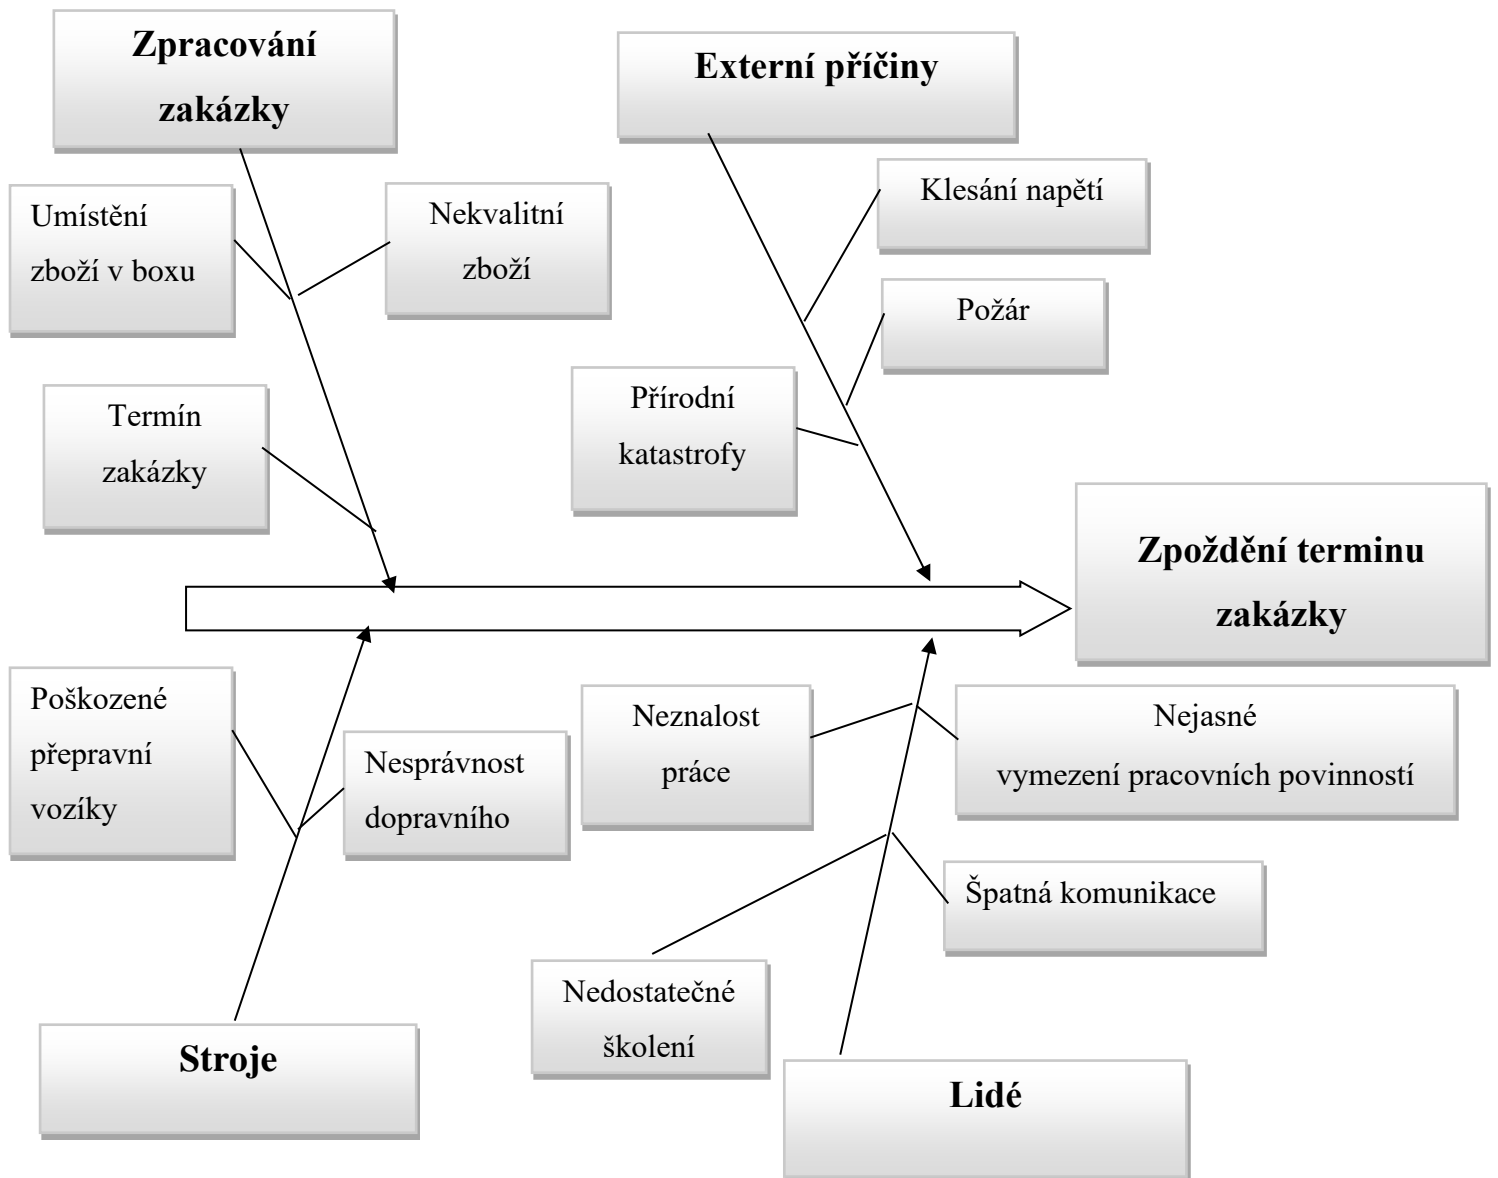 Zpracování
zakázky
Externí příčiny
Klesání napětí
Umístění
zboží v boxu
Nekvalitní
zboží
Požár
Přírodní
katastrofy
Termín
zakázky
Zpoždění terminu
zakázky
Poškozené
přepravní
vozíky
Nesprávnost
dopravního
Neznalost
práce
Nejasné
vymezení pracovních povinností
Špatná komunikace
Nedostatečné
školení
Stroje
Lidé